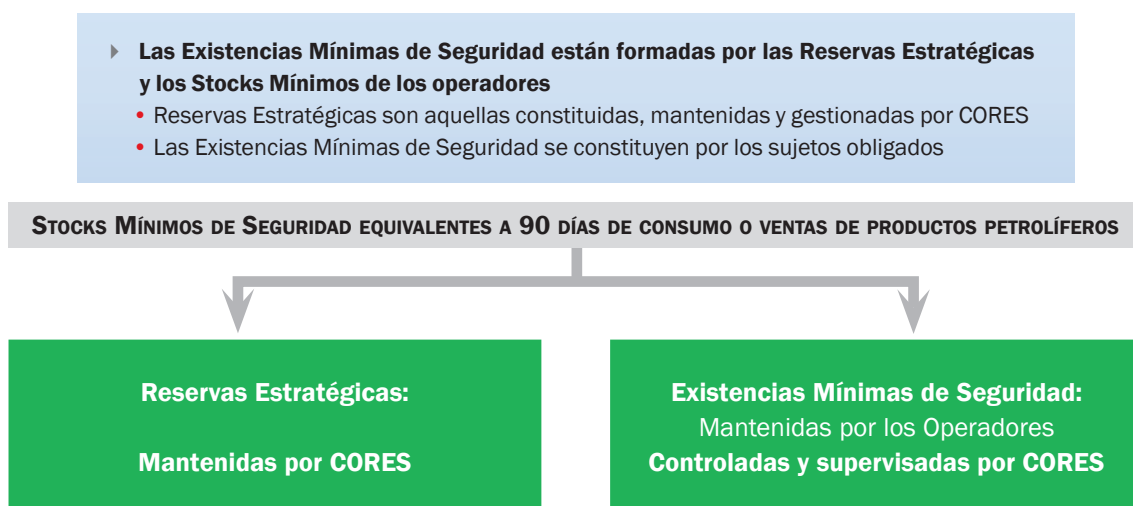 Las Existencias Mínimas de Seguridad están formadas por las Reservas Estratégicas
y los Stocks Mínimos de los operadores
• Reservas Estratégicas son aquellas constituidas, mantenidas y gestionadas por CORES
• Las Existencias Mínimas de Seguridad se constituyen por los sujetos obligados
STOCKS MÍNIMOS DE SEGURIDAD EQUIVALENTES A 90 DÍAS DE CONSUMO O VENTAS DE PRODUCTOS PETROLÍFEROS
Reservas Estratégicas:
Mantenidas por CORES
Existencias Mínimas de Seguridad:
Mantenidas por los Operadores
Controladas y supervisadas por CORES